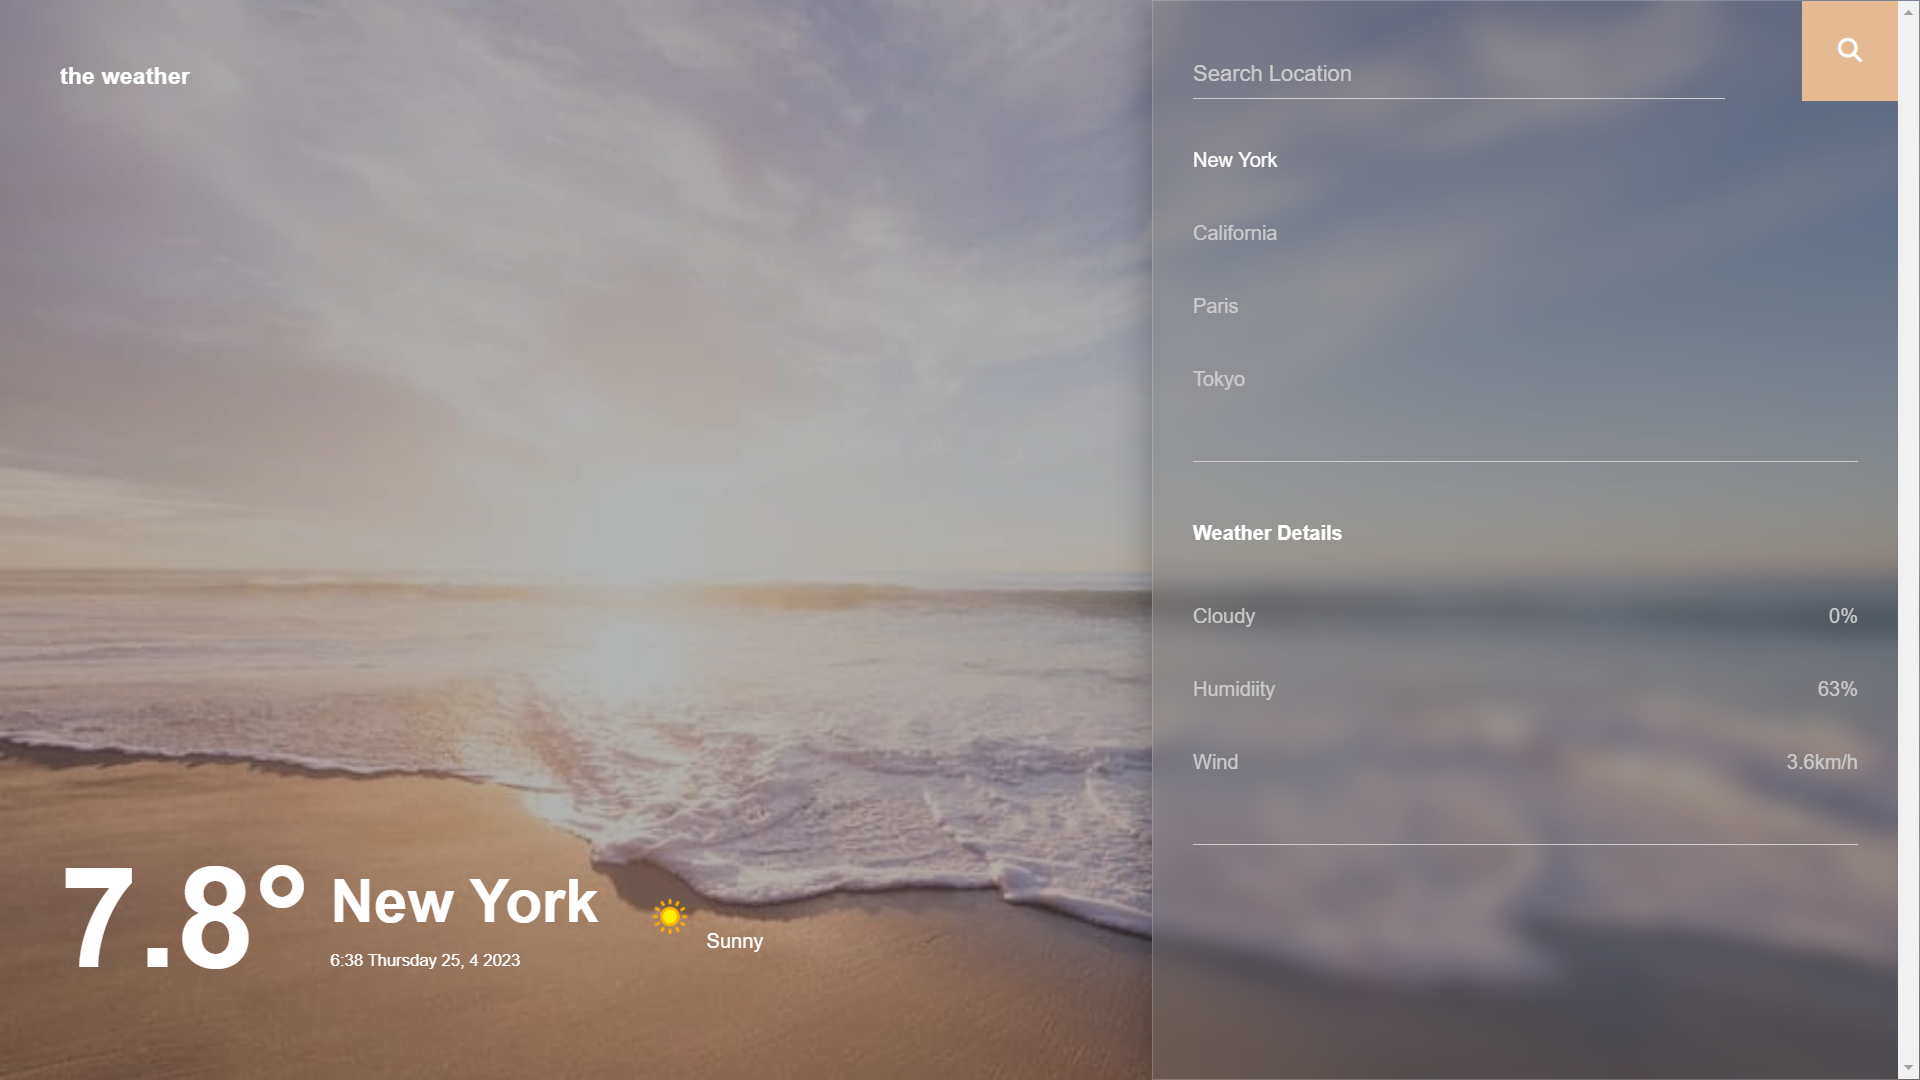 the weather
7.8°
New York
6:38 Thursday 25, 4 2023
Sunny
Search Location
New York
California
Paris
Tokyo
Weather Details
Cloudy 0%
Humidiity 63%
Wind 3.6km/h